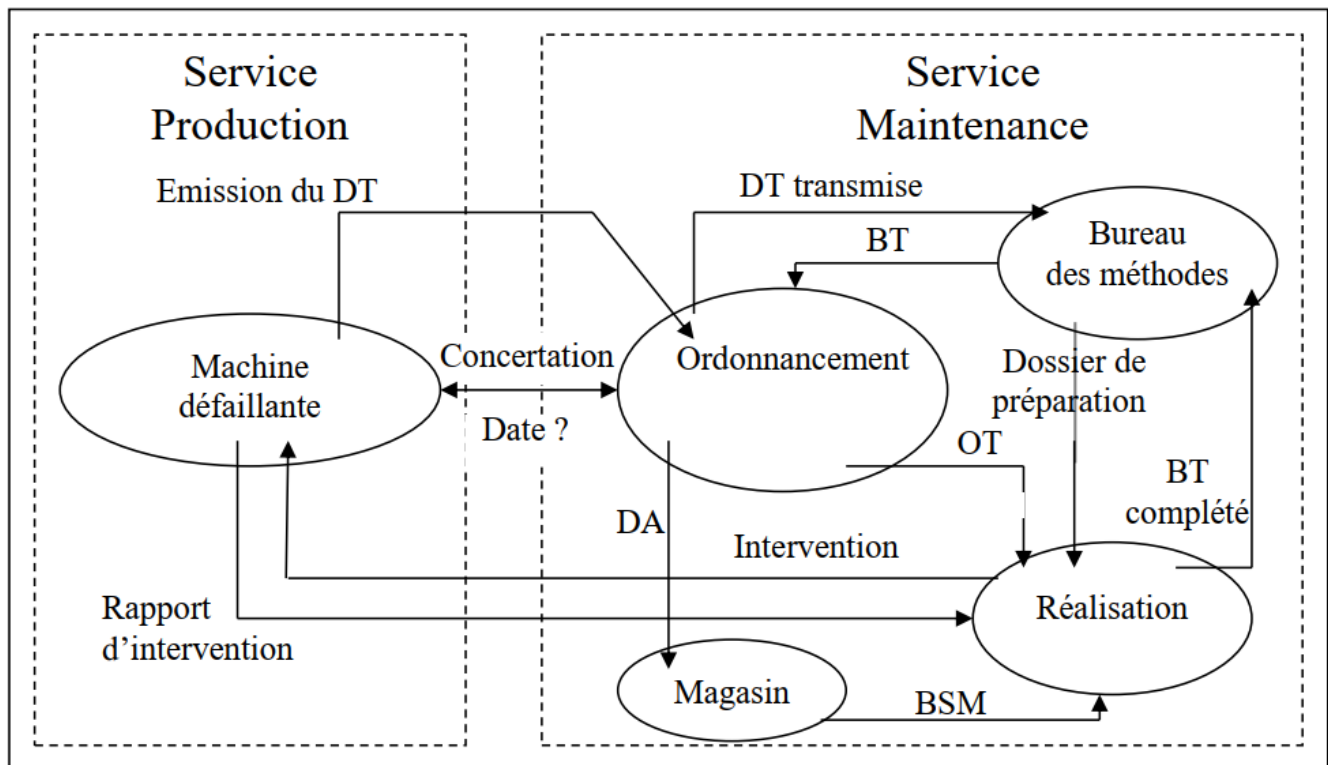 Service
Production
Service
Maintenance
Emission du DT
DT transmise
BT
Bureau
des méthodes
Machine
défaillante
Concertation
Date ?
Ordonnancement
Dossier de
préparation
OT
BT
complété
DA
Intervention
Rapport
d’intervention
Réalisation
Magasin
BSM